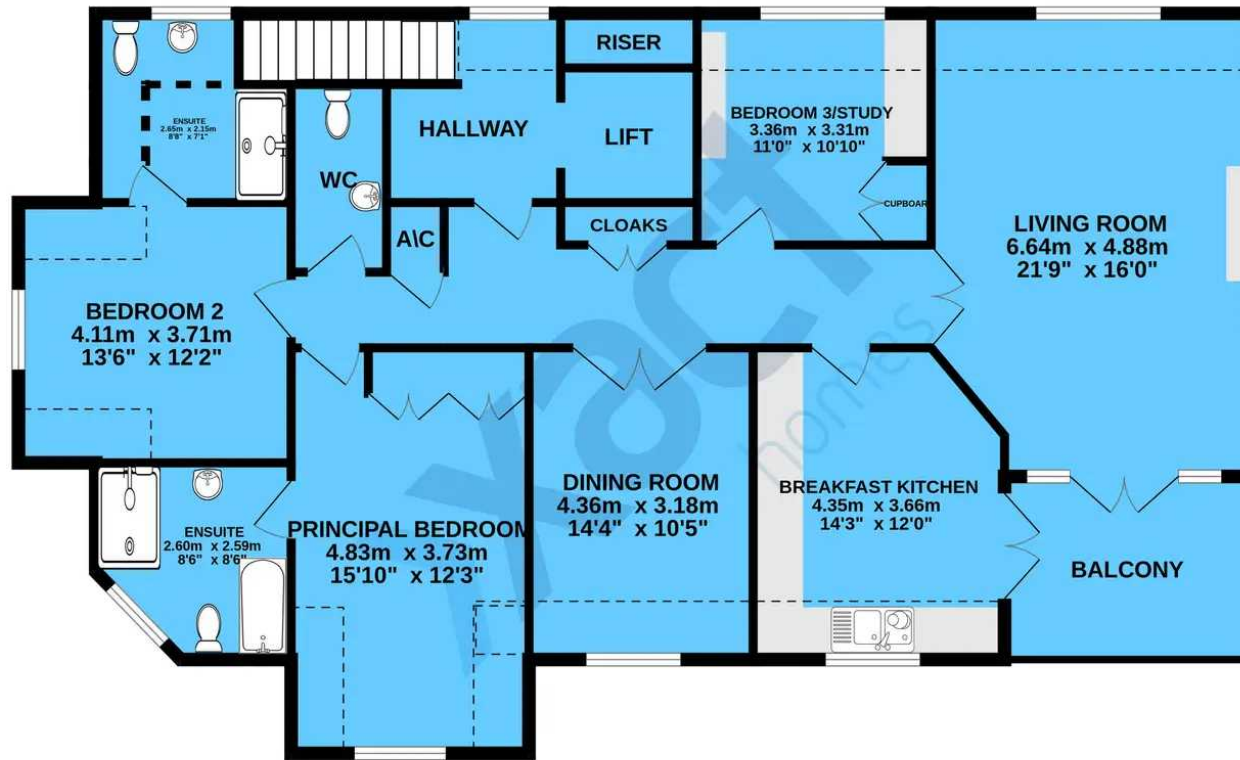 RISER
ENSUITE
2.65m x 2.15m
8'8" x 7'1"
HALLWAY
LIFT
BEDROOM 3/STUDY
3.36m x 3.31m
11'0" x 10'10"
WC
CUPBOAR
A\C
CLOAKS
LIVING ROOM
6.64m x 4.88m
21'9" x 16'0"
BEDROOM 2
4.11m x 3.71m
13'6" x 12'2"
xact
homes
ENSUITE
2.60m x 2.59m
8'6" x 8'6"
PRINCIPAL BEDROOM
4.83m x 3.73m
15'10" x 12'3"
DINING ROOM
4.36m x 3.18m
14'4" x 10'5"
BREAKFAST KITCHEN
4.35m x 3.66m
14'3" x 12'0"
BALCONY